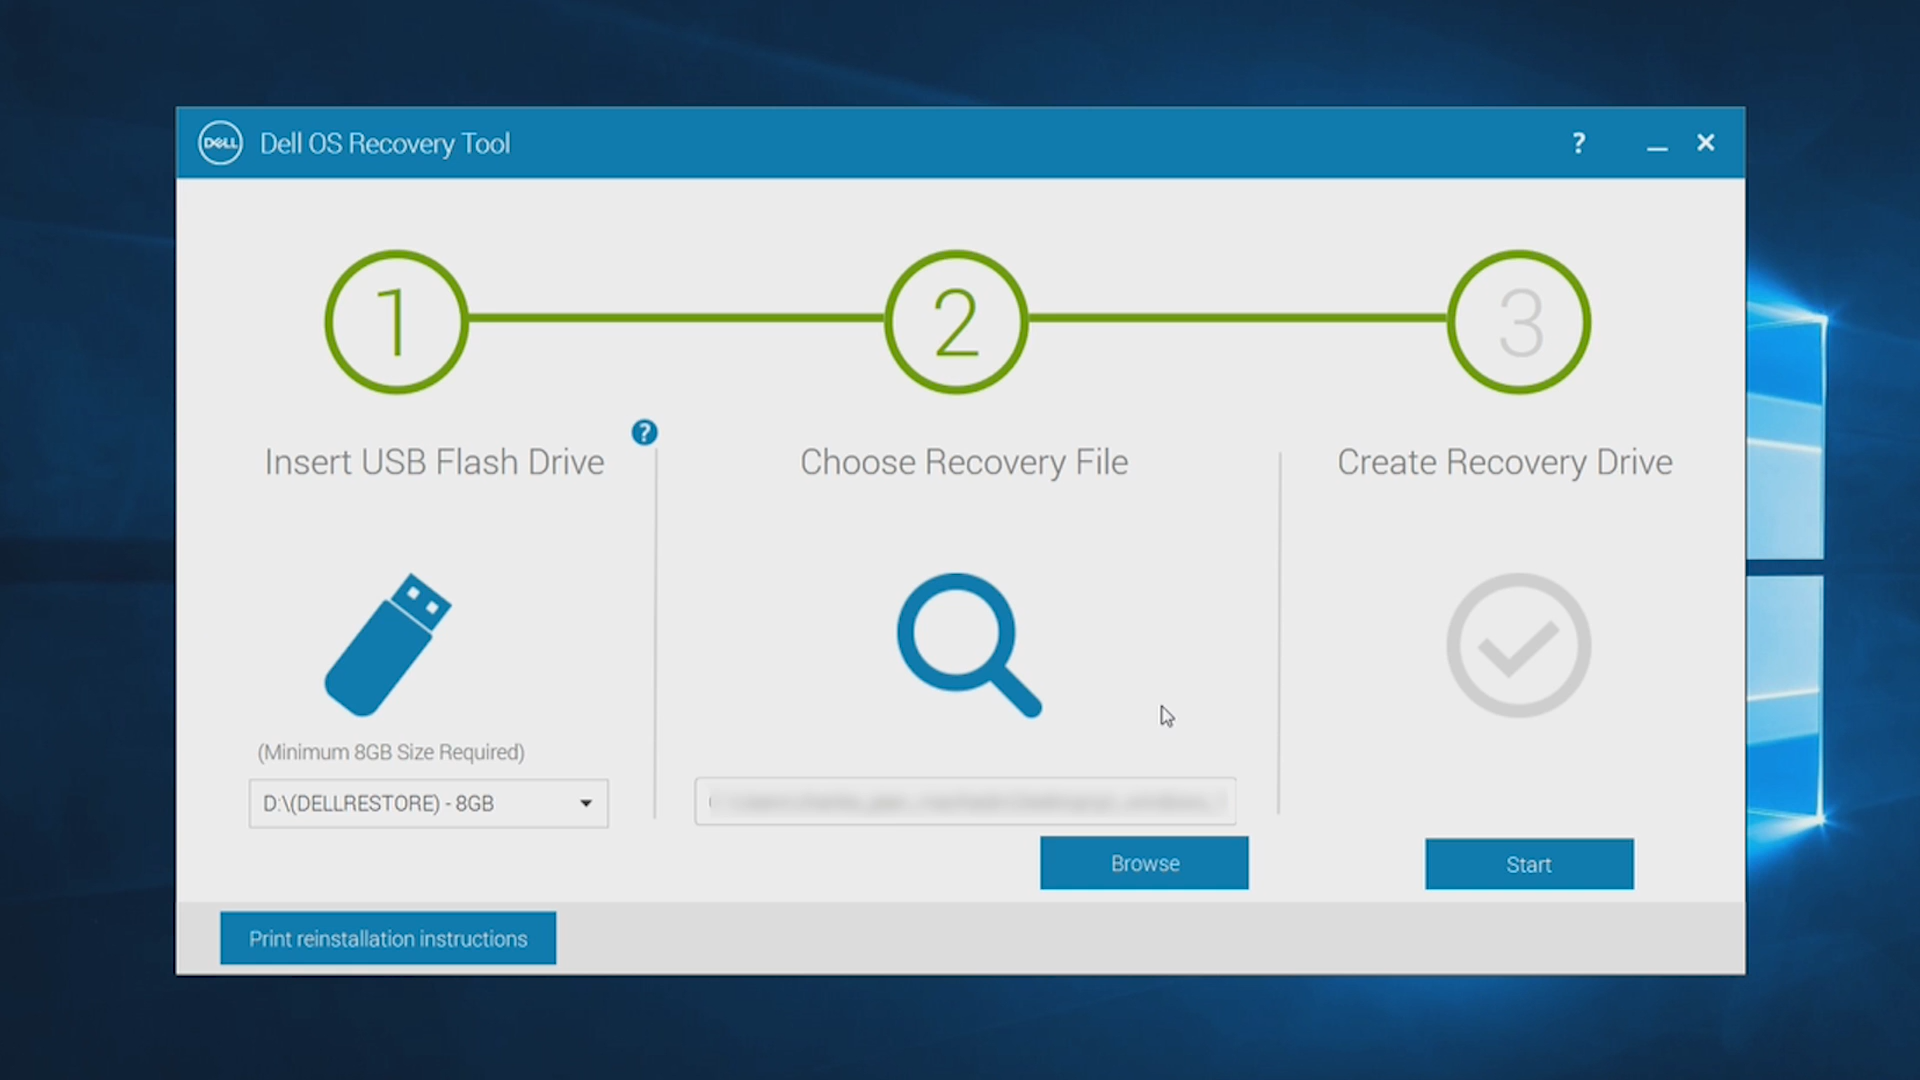 DELL
Dell OS Recovery Tool
?
1
2
3
?
Insert USB Flash Drive
Choose Recovery File
Create Recovery Drive
(Minimum 8GB Size Required)
D:\(DELLRESTORE) - 8GB
Browse
Start
Print reinstallation instructions